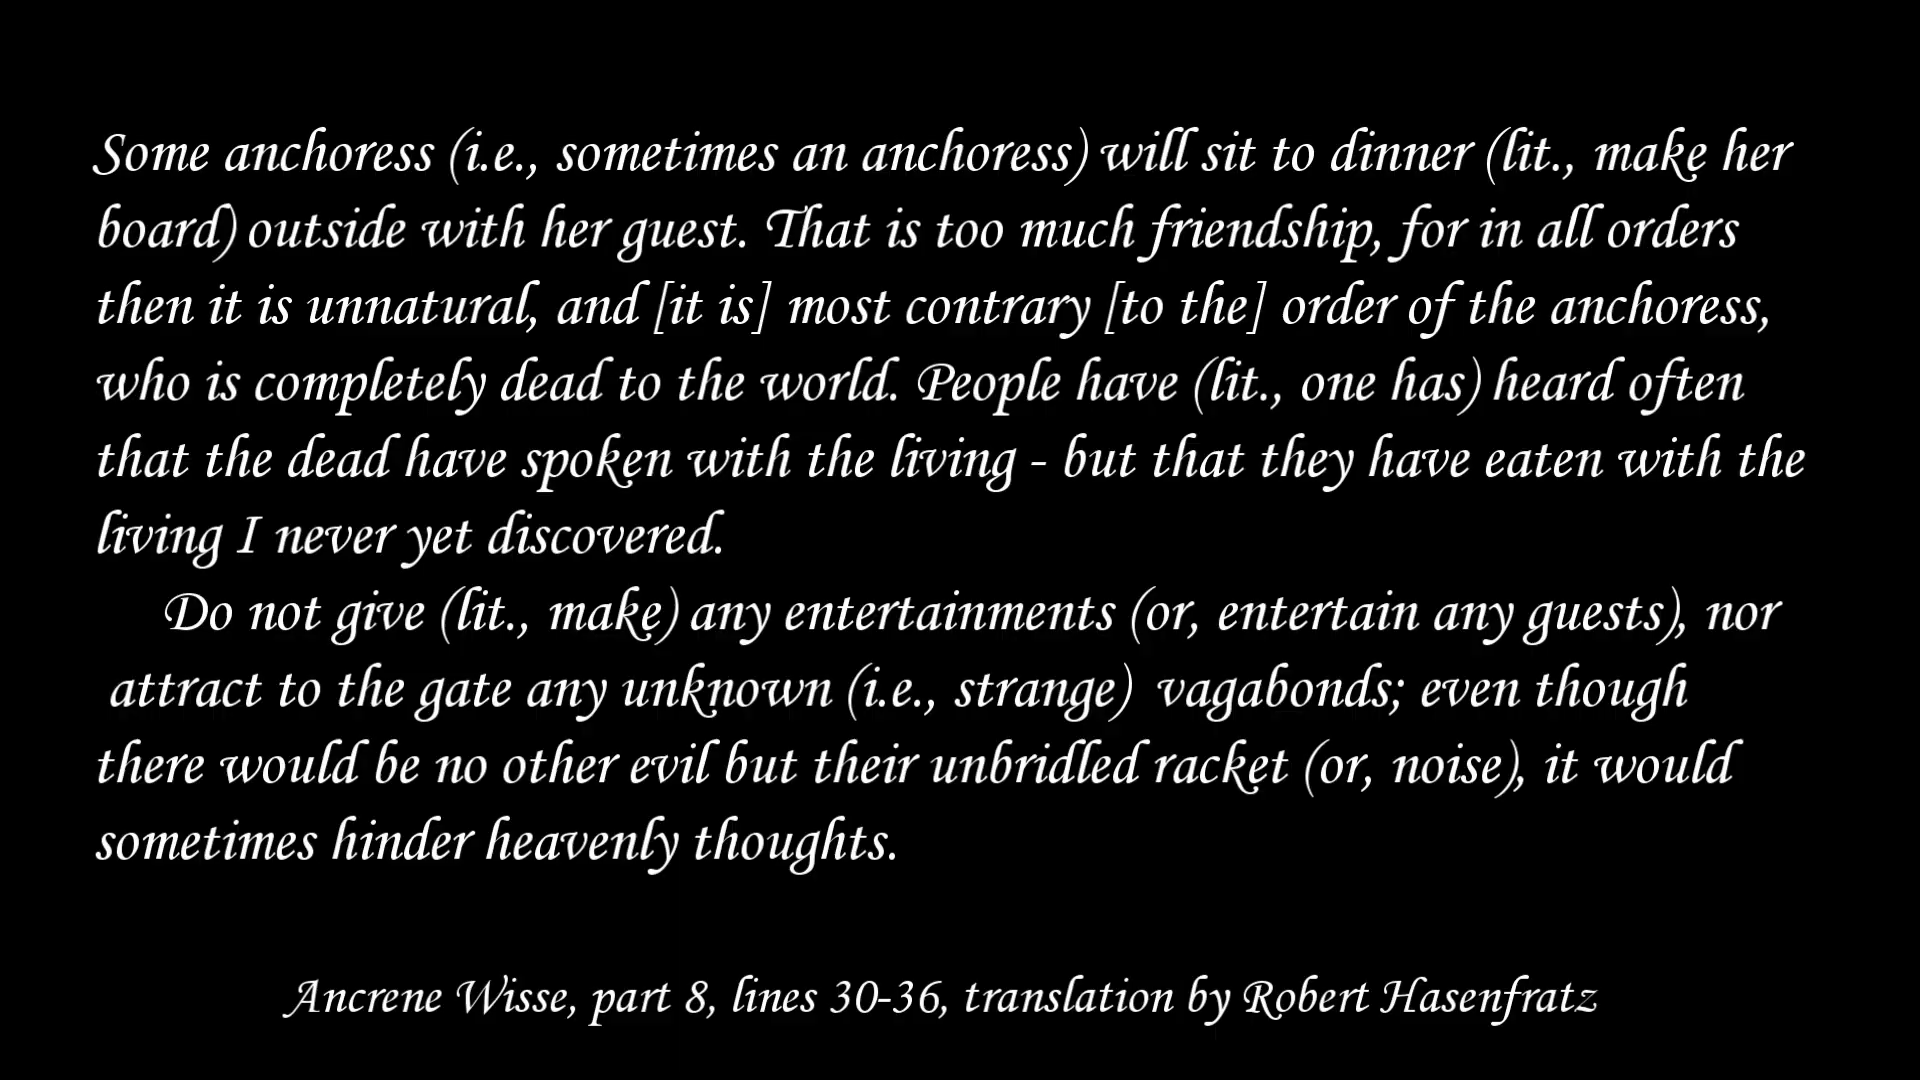 Some anchoress (i.e., sometimes an anchoress) will sit to dinner (lit., make her
board) outside with her guest. That is too much friendship, for in all orders
then it is unnatural, and [it is] most contrary [to the] order of the anchoress,
who is completely dead to the world. People have (lit., one has) heard often
that the dead have spoken with the living - but that they have eaten with the
living I never yet discovered.
Do not give (lit., make) any entertainments (or, entertain any guests), nor
attract to the gate any unknown (i.e., strange) vagabonds; even though
there would be no other evil but their unbridled racket (or, noise), it would
sometimes hinder heavenly thoughts.
Ancrene Wisse, part 8, lines 30-36, translation by Robert Hasenfratz